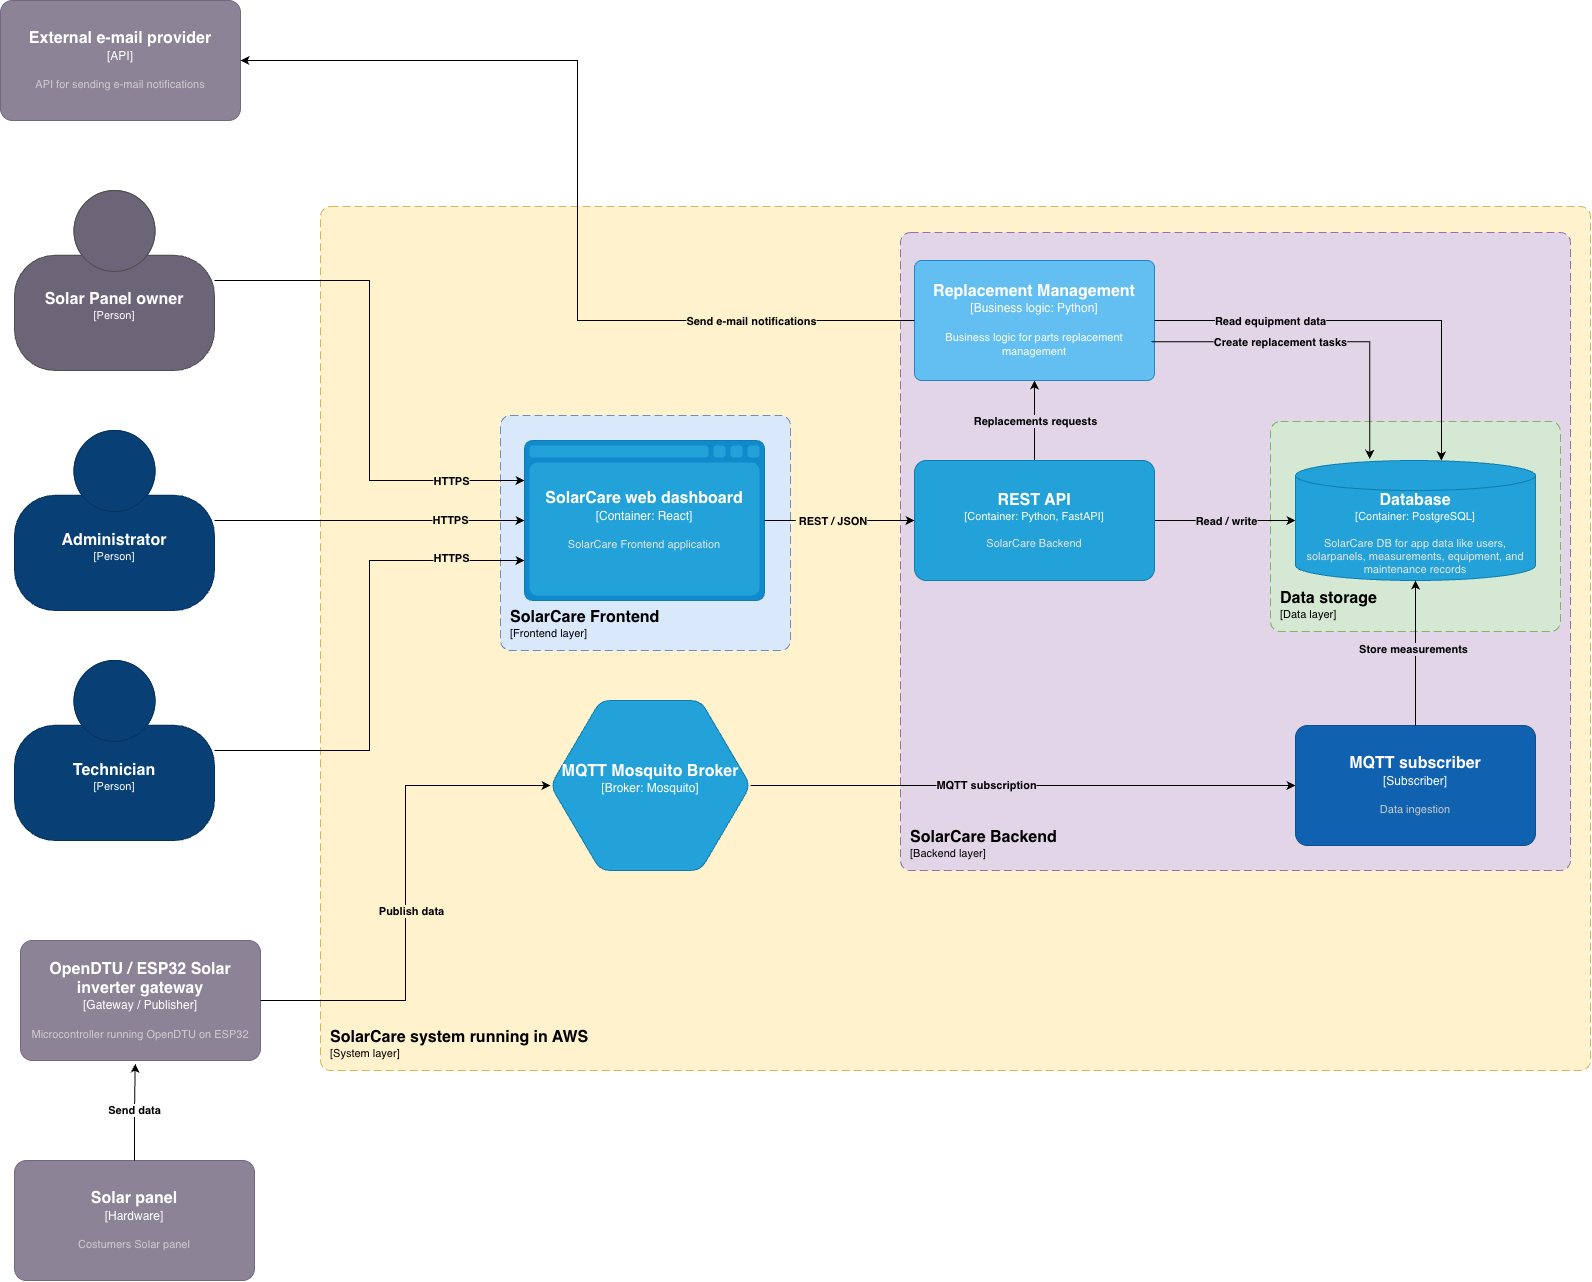 External e-mail provider
[API]
API for sending e-mail notifications
Solar Panel owner
[Person]
Administrator
[Person]
Technician
[Person]
OpenDTU / ESP32 Solar
inverter gateway
[Gateway / Publisher]
Microcontroller running OpenDTU on ESP32
Send data
Solar panel
[Hardware]
Costumers Solar panel
HTTPS
HTTPS
HTTPS
Publish data
SolarCare web dashboard
[Container: React]
SolarCare Frontend application
SolarCare Frontend
[Frontend layer]
MQTT Mosquito Broker
[Broker: Mosquito]
SolarCare system running in AWS
[System layer]
Send e-mail notifications
REST / JSON
MQTT subscription
Replacement Management
[Business logic: Python]
Business logic for parts replacement
management
Read equipment data
Create replacement tasks
Replacements requests
REST API
[Container: Python, FastAPI]
SolarCare Backend
Read / write
Database
[Container: PostgreSQL]
SolarCare DB for app data like users,
solarpanels, measurements, equipment, and
maintenance records
Data storage
[Data layer]
Store measurements
MQTT subscriber
[Subscriber]
Data ingestion
SolarCare Backend
[Backend layer]